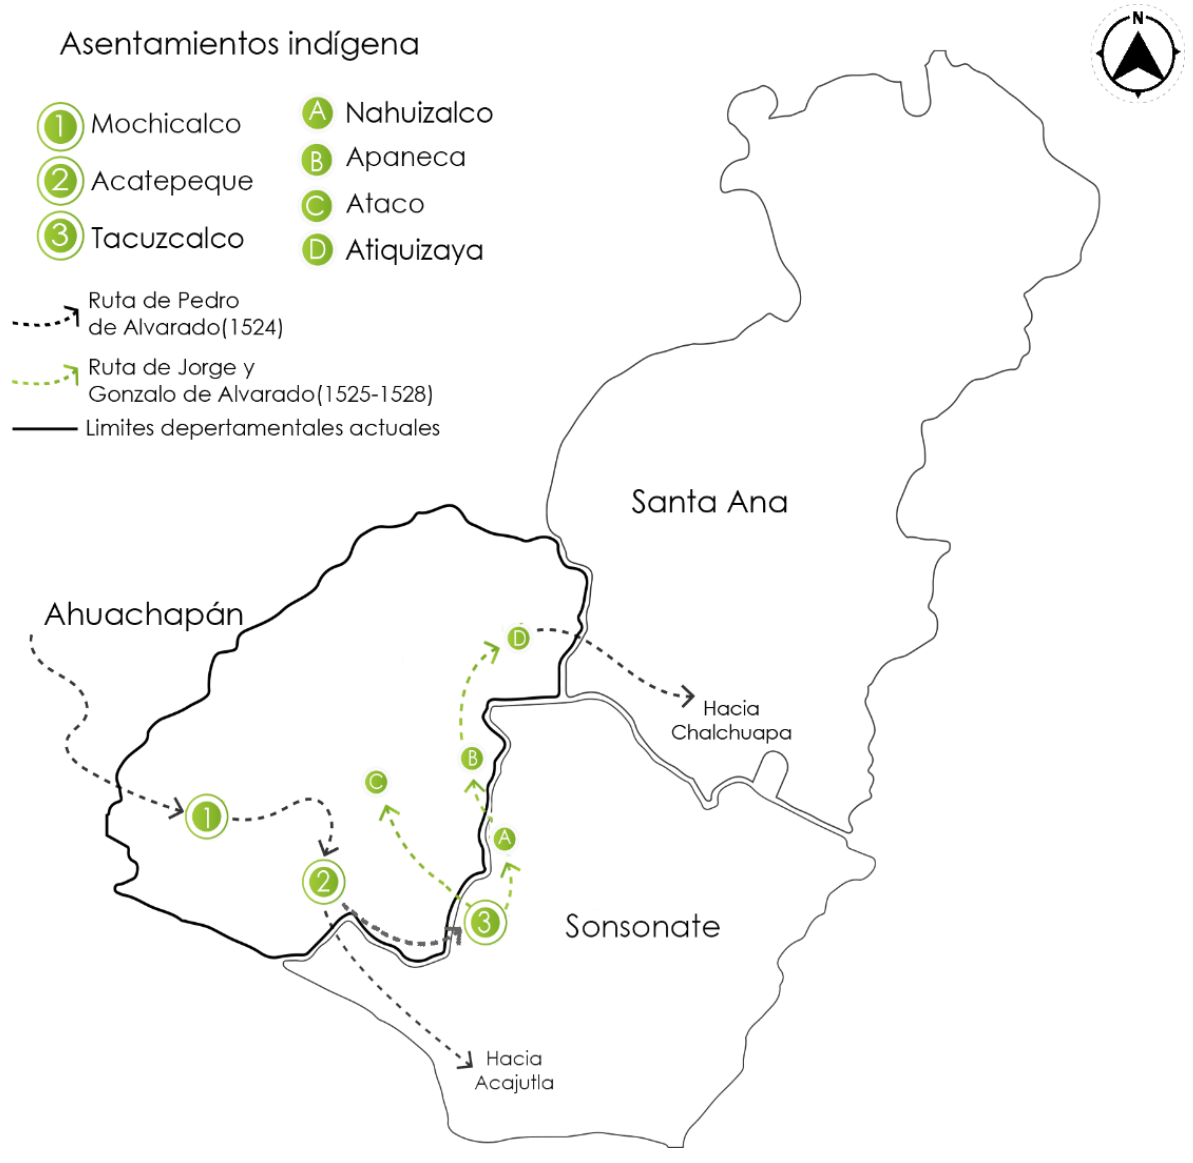 N
Asentamientos indígena
1 Mochicalco
2 Acatepeque
3 Tacuzcalco
A Nahuizalco
B Apaneca
C Ataco
D Atiquizaya
Ruta de Pedro
de Alvarado(1524)
Ruta de Jorge y
Gonzalo de Alvarado(1525-1528)
Limites depertamentales actuales
Santa Ana
Ahuachapán
D
Hacia
Chalchuapa
B
C
1
A
2
3
Sonsonate
Hacia
Acajutla